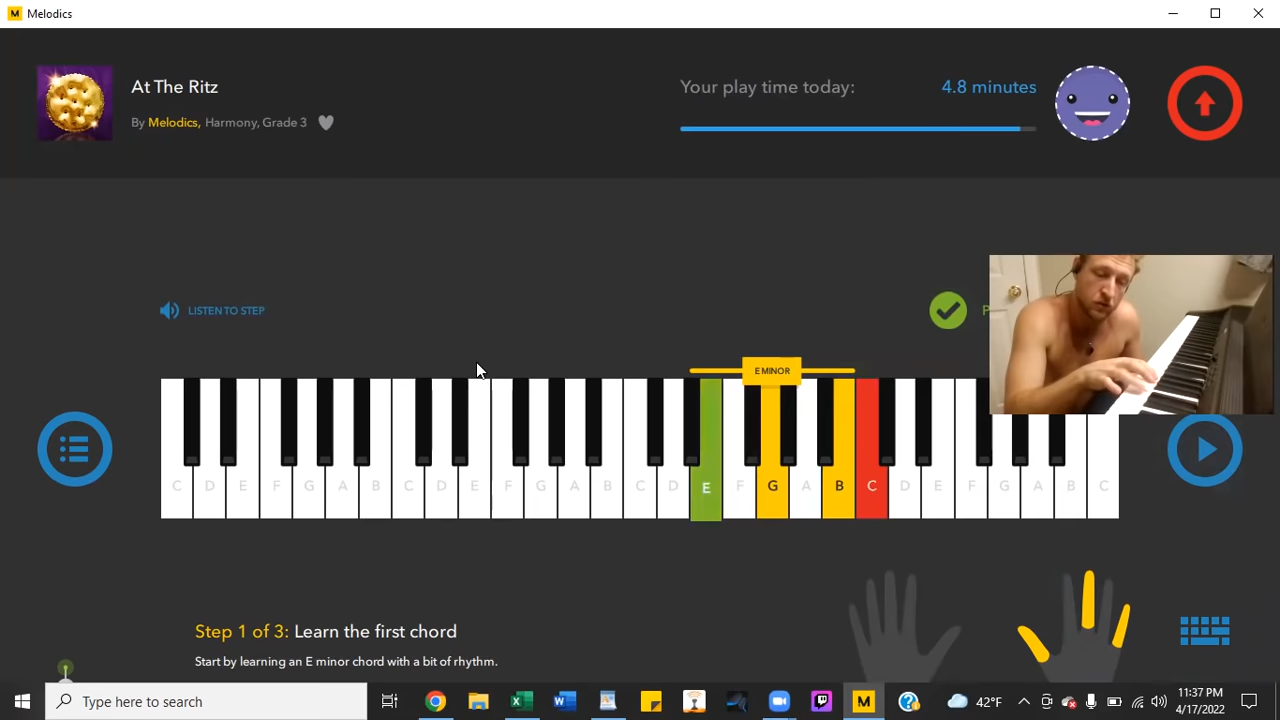 M Melodics
At The Ritz
By Melodics, Harmony, Grade 3
Your play time today: 4.8 minutes
LISTEN TO STEP
E MINOR
C D E F G A B C D E F G A B C D E F G A B C D E F G A B C
Step 1 of 3: Learn the first chord
Start by learning an E minor chord with a bit of rhythm.
Type here to search
42°F
11:37 PM
4/17/2022